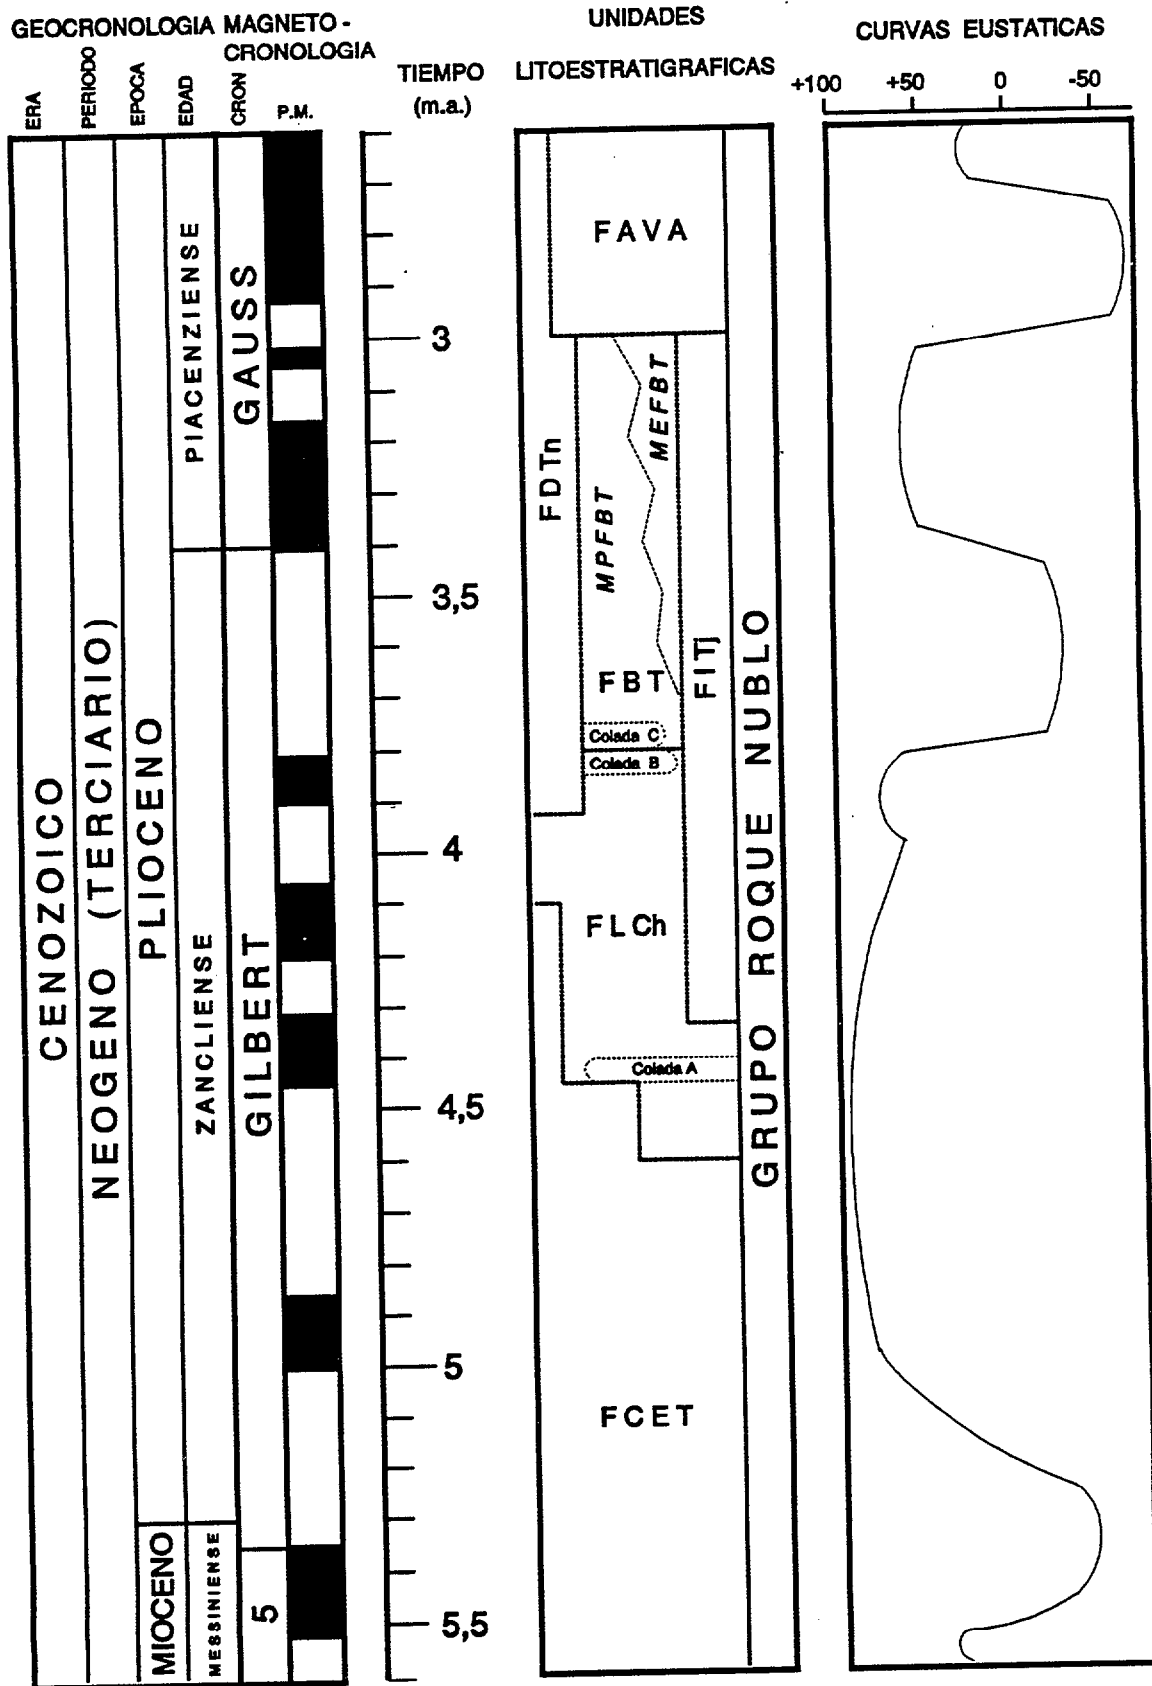 GEOCRONOLOGIA MAGNETO -
CRONOLOGIA
ERA
PERIODO
EPOCA
EDAD
CRON
P.M.
TIEMPO
(m.a.)
UNIDADES
LITOESTRATIGRAFICAS
CURVAS EUSTATICAS
+100 +50 0 -50
CENOZOICO
NEOGENO (TERCIARIO)
PLIOCENO
MIOCENO
PIACENZIENSE
ZANCLIENSE
MESSINIENSE
GAUSS
GILBERT
5
3
3,5
4
4,5
5
5,5
FAVA
FDTn
MPFBT
MEFBT
FBT
FITj
Colada C
Colada B
FLCh
Colada A
FCET
GRUPO ROQUE NUBLO